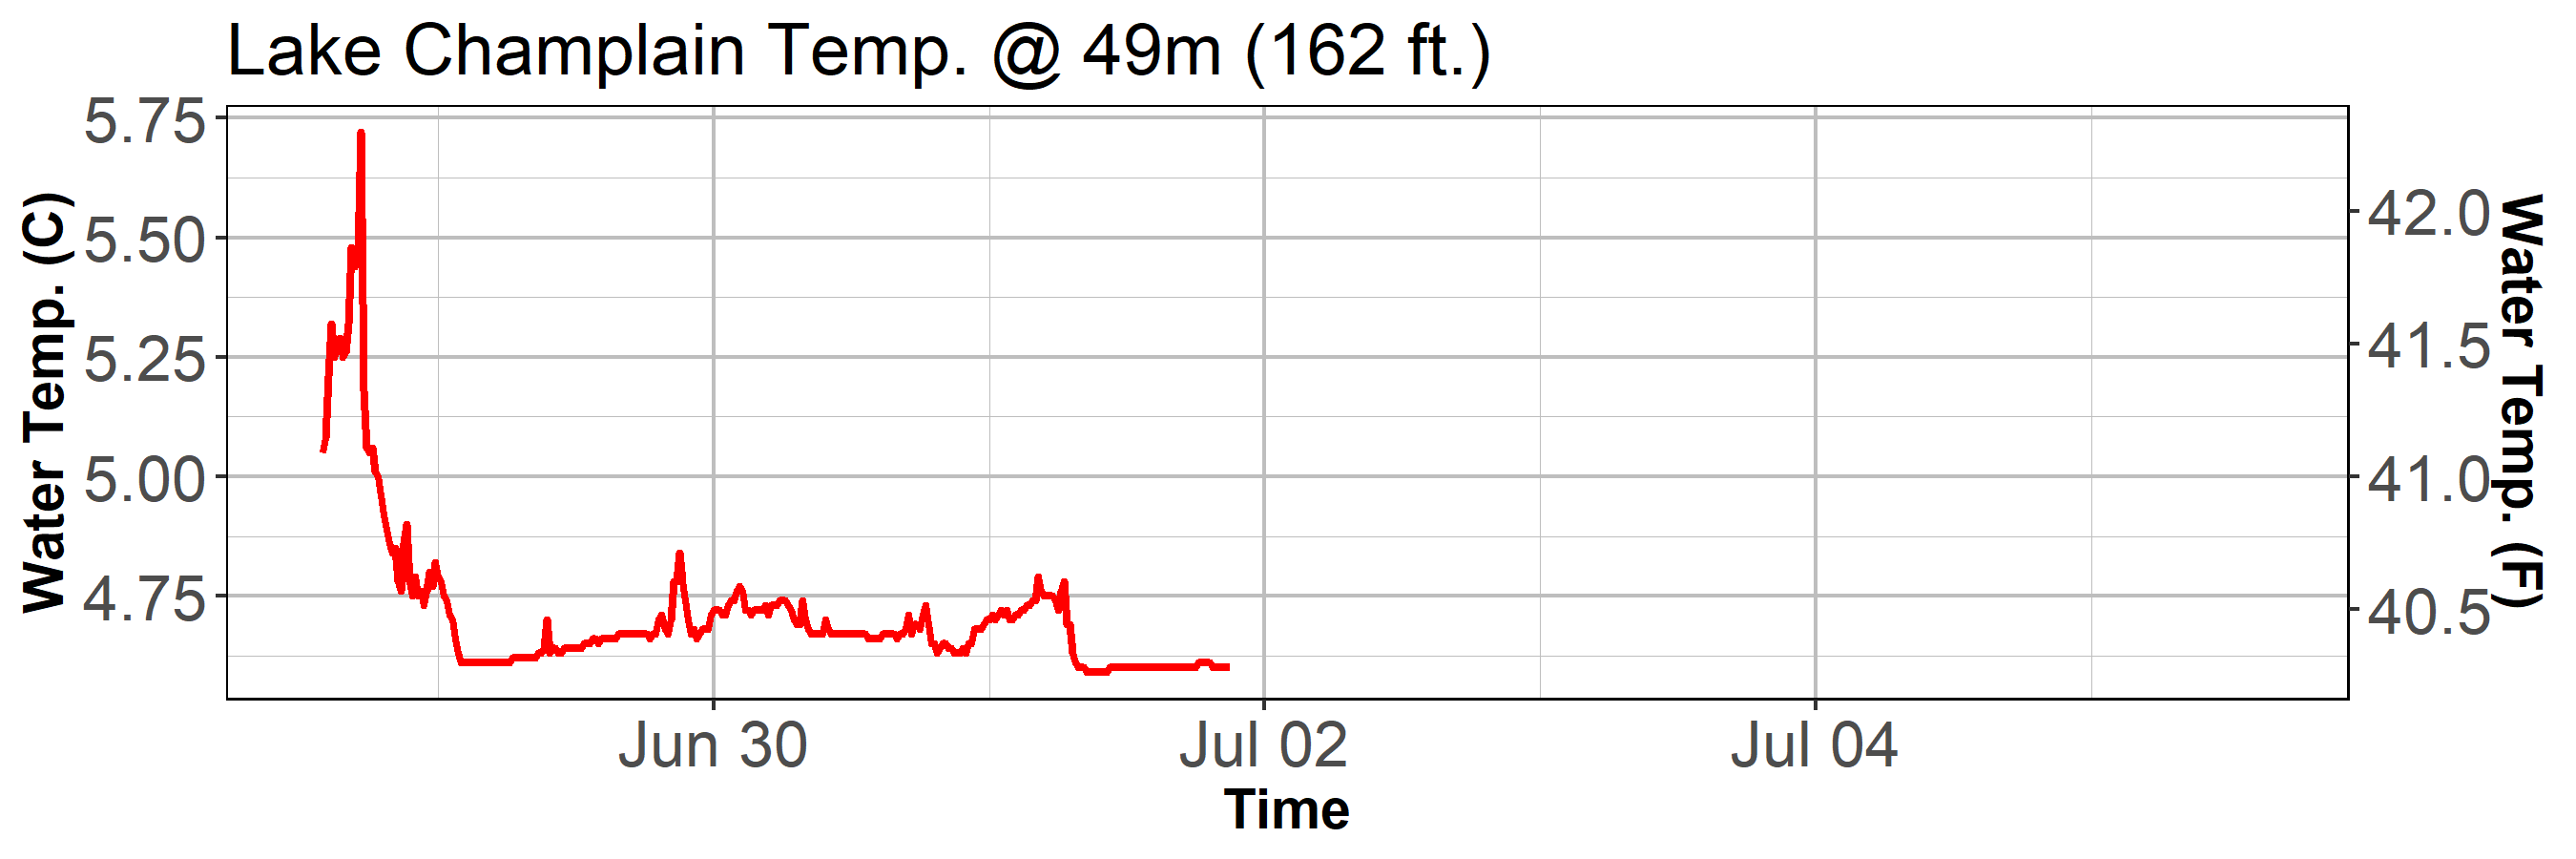 Lake Champlain Temp. @ 49m (162 ft.)
5.75
5.50
5.25
5.00
4.75
Water Temp. (C)
42.0
41.5
41.0
40.5
Water Temp. (F)
Jun 30 Jul 02 Jul 04
Time